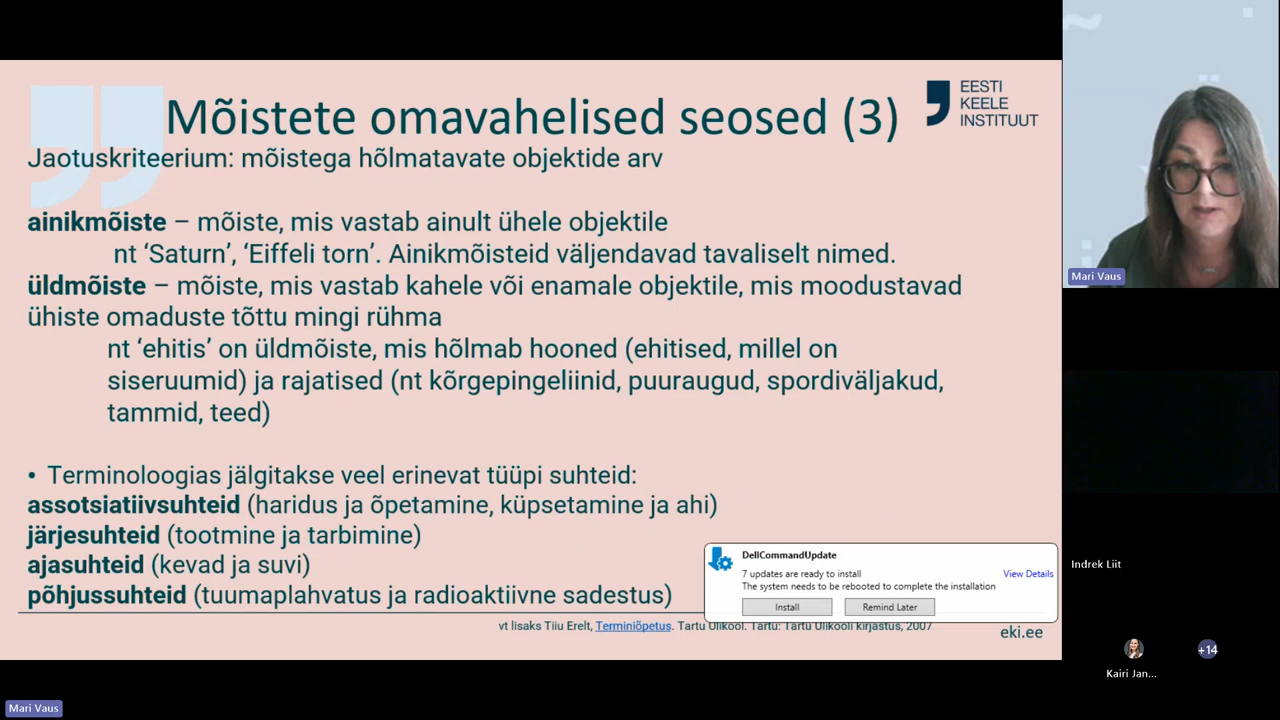 Mõistete omavahelised seosed (3)
EESTI
KEELE
INSTITUUT
Jaotuskriteerium: mõistega hõlmatavate objektide arv
ainikmõiste – mõiste, mis vastab ainult ühele objektile
nt ‘Saturn’, ‘Eiffeli torn’. Ainikmõisteid väljendavad tavaliselt nimed.
üldmõiste – mõiste, mis vastab kahele või enamale objektile, mis moodustavad
ühiste omaduste tõttu mingi rühma
nt ‘ehitis’ on üldmõiste, mis hõlmab hooned (ehitised, millel on
siseruumid) ja rajatised (nt kõrgepingeliinid, puuraugud, spordiväljakud,
tammid, teed)
• Terminoloogias jälgitakse veel erinevat tüüpi suhteid:
assotsiatiivsuhteid (haridus ja õpetamine, küpsetamine ja ahi)
järjesuhteid (tootmine ja tarbimine)
ajasuhteid (kevad ja suvi)
põhjussuhteid (tuumaplahvatus ja radioaktiivne sadestus)
vt lisaks Tiiu Erelt, Terminiõpetus. Tartu Ülikool. Tartu: Tartu Ülikooli kirjastus, 2007
eki.ee
DellCommandUpdate
7 updates are ready to install
View Details
The system needs to be rebooted to complete the installation
Install
Remind Later
Mari Vaus
Indrek Liit
Kairi Jan...
+14
Mari Vaus